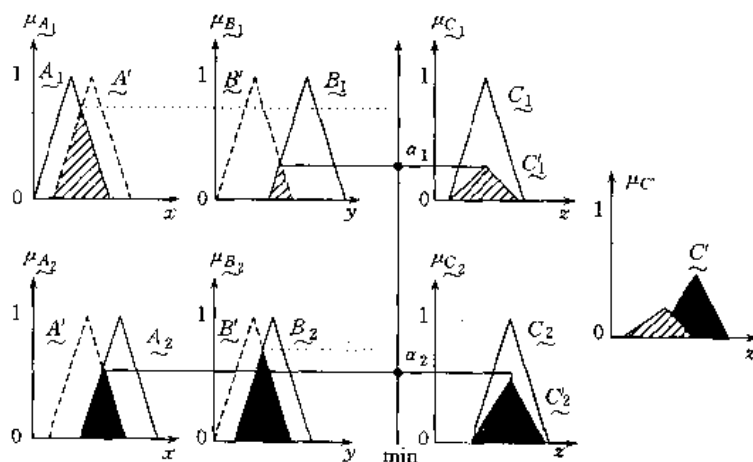 μA₁ μB₁ μC₁
1 A₁ A' 1 B' B₁ 1 C₁
α₁ C'₁
0 x 0 y 0 z
μC'
1
C'
0 z
μA₂ μB₂ μC₂
1 A' A₂ 1 B' B₂ 1 C₂
α₂ C'₂
0 x 0 y 0 z
min